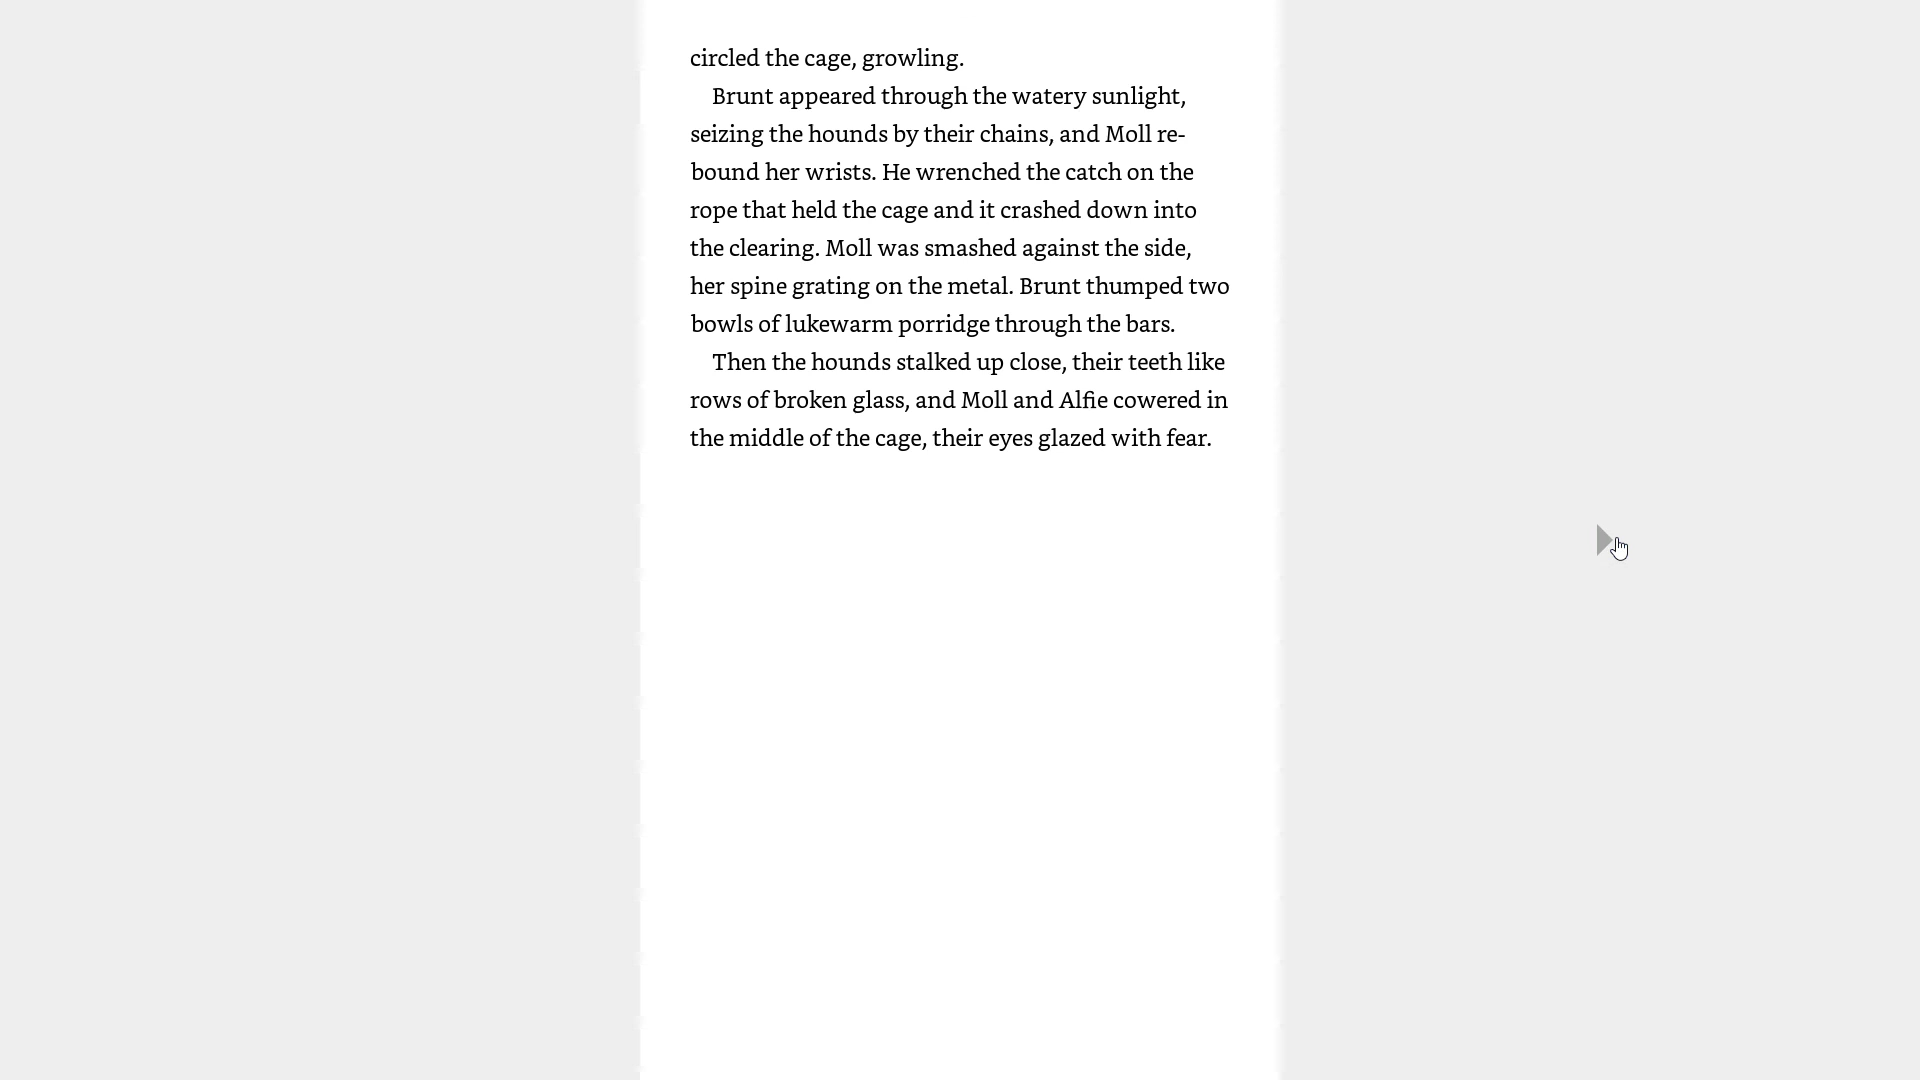 circled the cage, growling.
Brunt appeared through the watery sunlight,
seizing the hounds by their chains, and Moll re-
bound her wrists. He wrenched the catch on the
rope that held the cage and it crashed down into
the clearing. Moll was smashed against the side,
her spine grating on the metal. Brunt thumped two
bowls of lukewarm porridge through the bars.
Then the hounds stalked up close, their teeth like
rows of broken glass, and Moll and Alfie cowered in
the middle of the cage, their eyes glazed with fear.